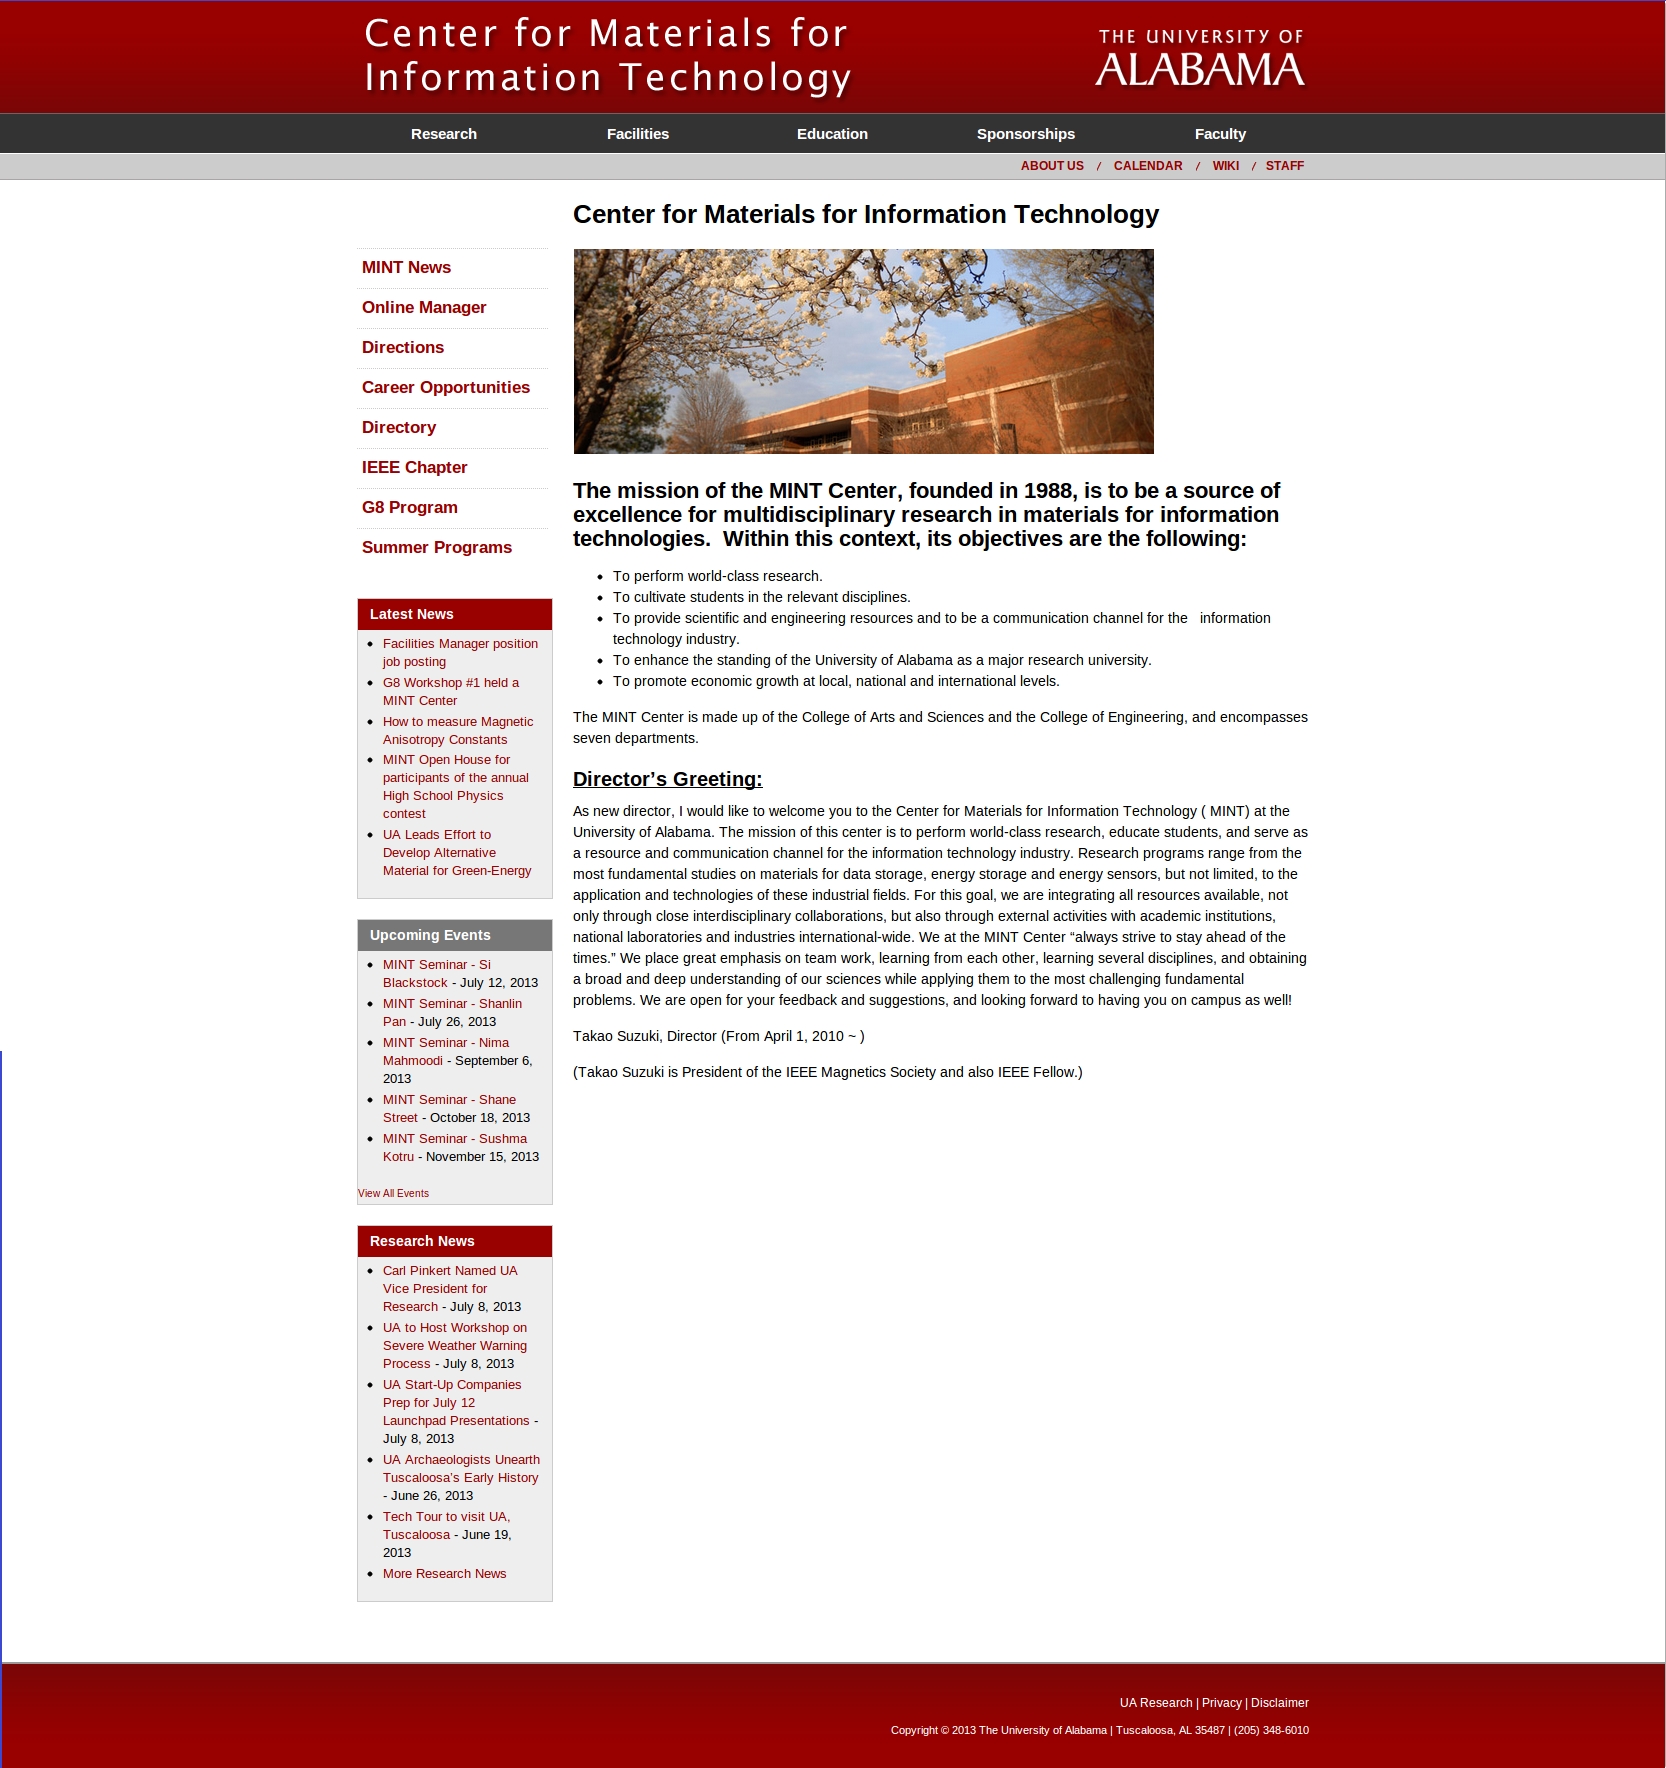 Center for Materials for
Information Technology
THE UNIVERSITY OF
ALABAMA
Research
Facilities
Education
Sponsorships
Faculty
ABOUT US / CALENDAR / WIKI / STAFF
Center for Materials for Information Technology
MINT News
Online Manager
Directions
Career Opportunities
Directory
IEEE Chapter
G8 Program
Summer Programs
Latest News
Facilities Manager position
job posting
G8 Workshop #1 held a
MINT Center
How to measure Magnetic
Anisotropy Constants
MINT Open House for
participants of the annual
High School Physics
contest
UA Leads Effort to
Develop Alternative
Material for Green-Energy
Upcoming Events
MINT Seminar - Si
Blackstock - July 12, 2013
MINT Seminar - Shanlin
Pan - July 26, 2013
MINT Seminar - Nima
Mahmoodi - September 6,
2013
MINT Seminar - Shane
Street - October 18, 2013
MINT Seminar - Sushma
Kotru - November 15, 2013
View All Events
Research News
Carl Pinkert Named UA
Vice President for
Research - July 8, 2013
UA to Host Workshop on
Severe Weather Warning
Process - July 8, 2013
UA Start-Up Companies
Prep for July 12
Launchpad Presentations -
July 8, 2013
UA Archaeologists Unearth
Tuscaloosa’s Early History
- June 26, 2013
Tech Tour to visit UA,
Tuscaloosa - June 19,
2013
More Research News
The mission of the MINT Center, founded in 1988, is to be a source of
excellence for multidisciplinary research in materials for information
technologies.  Within this context, its objectives are the following:
To perform world-class research.
To cultivate students in the relevant disciplines.
To provide scientific and engineering resources and to be a communication channel for the   information
technology industry.
To enhance the standing of the University of Alabama as a major research university.
To promote economic growth at local, national and international levels.
The MINT Center is made up of the College of Arts and Sciences and the College of Engineering, and encompasses
seven departments.
Director’s Greeting:
As new director, I would like to welcome you to the Center for Materials for Information Technology ( MINT) at the
University of Alabama. The mission of this center is to perform world-class research, educate students, and serve as
a resource and communication channel for the information technology industry. Research programs range from the
most fundamental studies on materials for data storage, energy storage and energy sensors, but not limited, to the
application and technologies of these industrial fields. For this goal, we are integrating all resources available, not
only through close interdisciplinary collaborations, but also through external activities with academic institutions,
national laboratories and industries international-wide. We at the MINT Center “always strive to stay ahead of the
times.” We place great emphasis on team work, learning from each other, learning several disciplines, and obtaining
a broad and deep understanding of our sciences while applying them to the most challenging fundamental
problems. We are open for your feedback and suggestions, and looking forward to having you on campus as well!
Takao Suzuki, Director (From April 1, 2010 ~ )
(Takao Suzuki is President of the IEEE Magnetics Society and also IEEE Fellow.)
UA Research | Privacy | Disclaimer
Copyright © 2013 The University of Alabama | Tuscaloosa, AL 35487 | (205) 348-6010